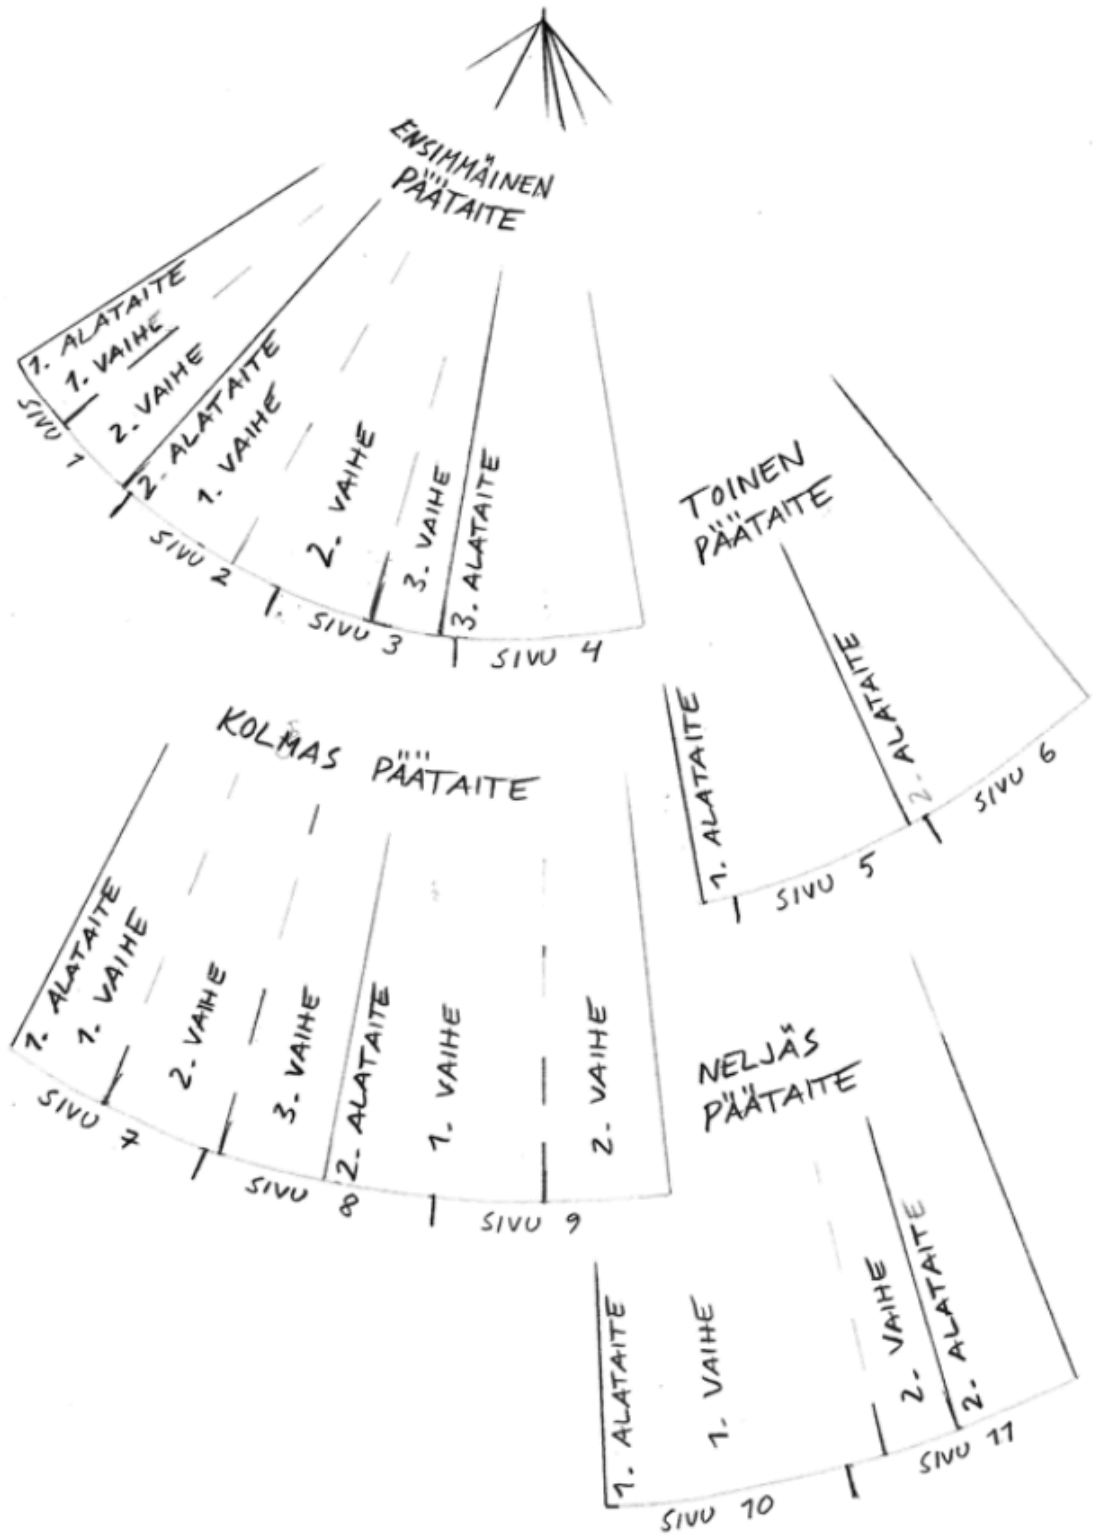 ENSIMMÄINEN
PÄÄTAITE
1. ALATAITE
1. VAIHE
2. VAIHE
2. ALATAITE
1. VAIHE
2. VAIHE
3. VAIHE
3. ALATAITE
SIVU 1
SIVU 2
SIVU 3
SIVU 4
TOINEN
PÄÄTAITE
1. ALATAITE
2. ALATAITE
SIVU 5
SIVU 6
KOLMAS PÄÄTAITE
1. ALATAITE
1. VAIHE
2. VAIHE
3. VAIHE
2. ALATAITE
1. VAIHE
2. VAIHE
SIVU 7
SIVU 8
SIVU 9
NELJÄS
PÄÄTAITE
1. ALATAITE
1. VAIHE
2. VAIHE
2. ALATAITE
SIVU 10
SIVU 11